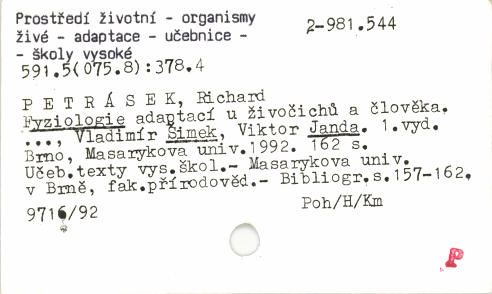 Prostředí životní - organismy
živé - adaptace - učebnice -
- školy vysoké
2-981.544
591.5(075.8):378.4
P E T R Á S E K, Richard
Fyziologie adaptací u živočichů a člověka.
..., Vladimír Šimek, Viktor Janda. 1.vyd.
Brno, Masarykova univ.1992. 162 s.
Učeb.texty vys.škol.- Masarykova univ.
v Brně, fak.přírodověd.- Bibliogr.s.157-162.
9716/92
Poh/H/Km
P